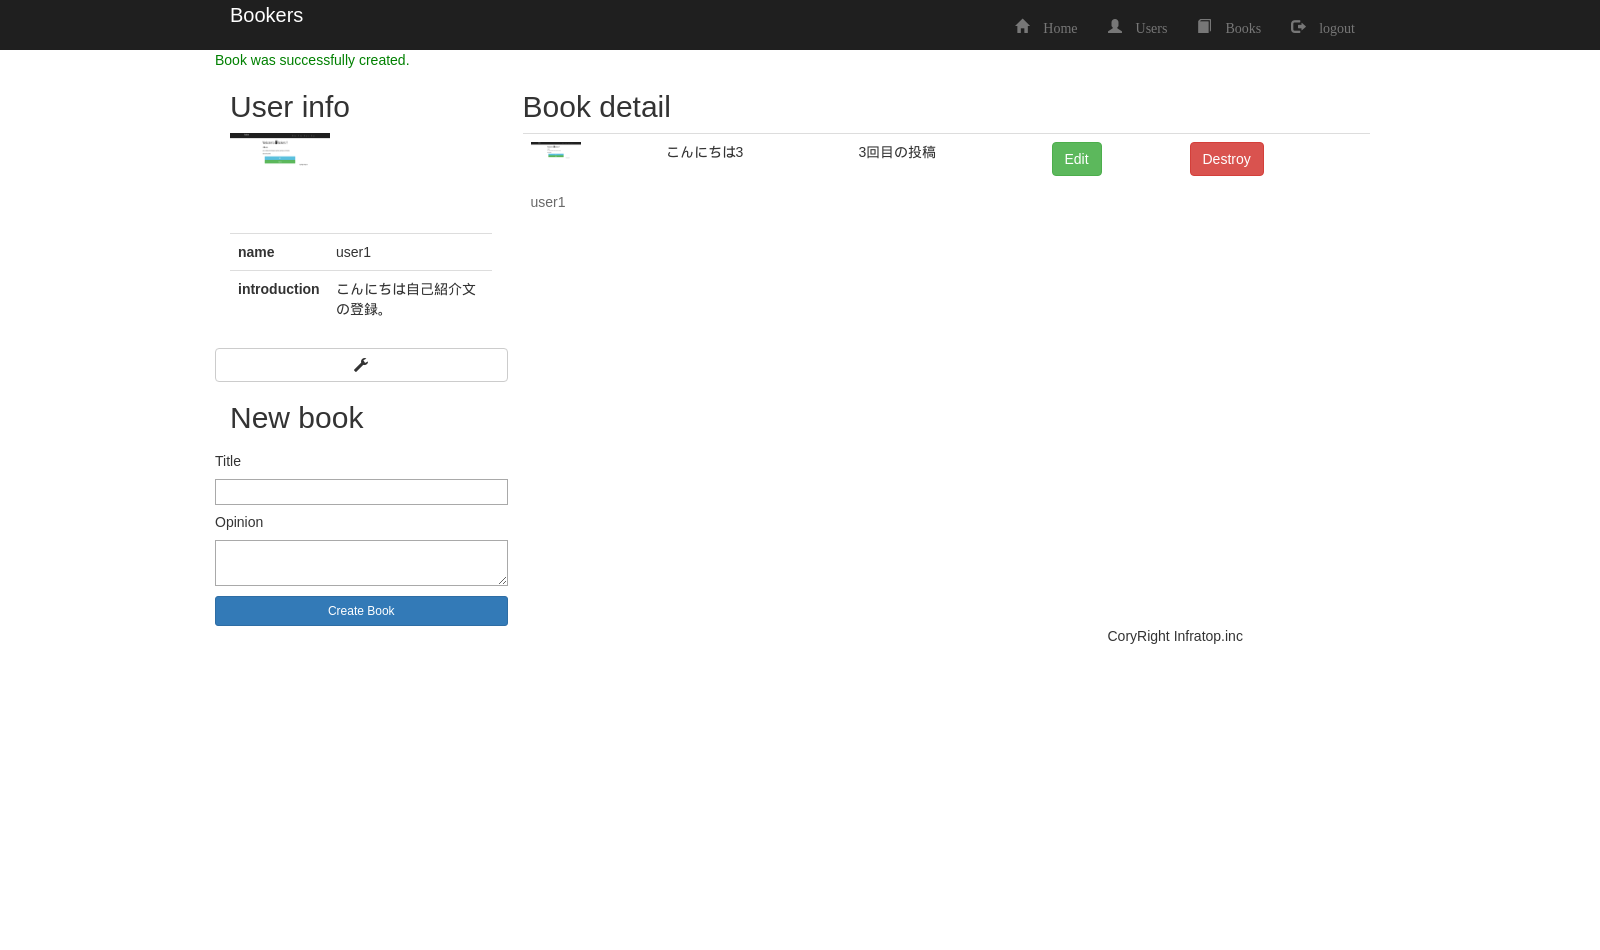 Bookers
Home Users Books logout
Book was successfully created.
User info
name user1
introduction こんにちは自己紹介文
の登録。
New book
Title
Opinion
Create Book
Book detail
こんにちは3 3回目の投稿 Edit Destroy
user1
CoryRight Infratop.inc